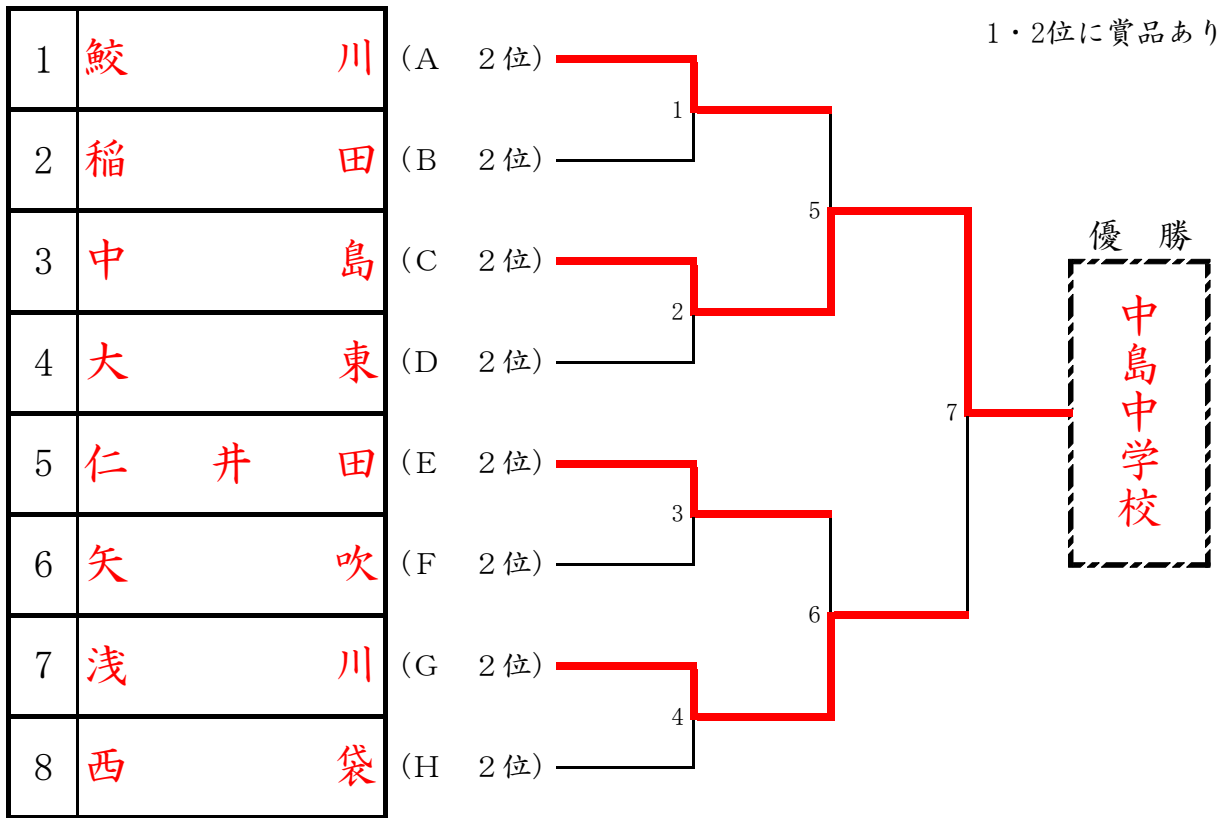 1・2位に賞品あり
1 鮫川 (A 2位)
2 稲田 (B 2位)
3 中島 (C 2位)
4 大東 (D 2位)
5 仁井田 (E 2位)
6 矢吹 (F 2位)
7 浅川 (G 2位)
8 西袋 (H 2位)
1
2
3
4
5
6
7
優勝
中島中学校